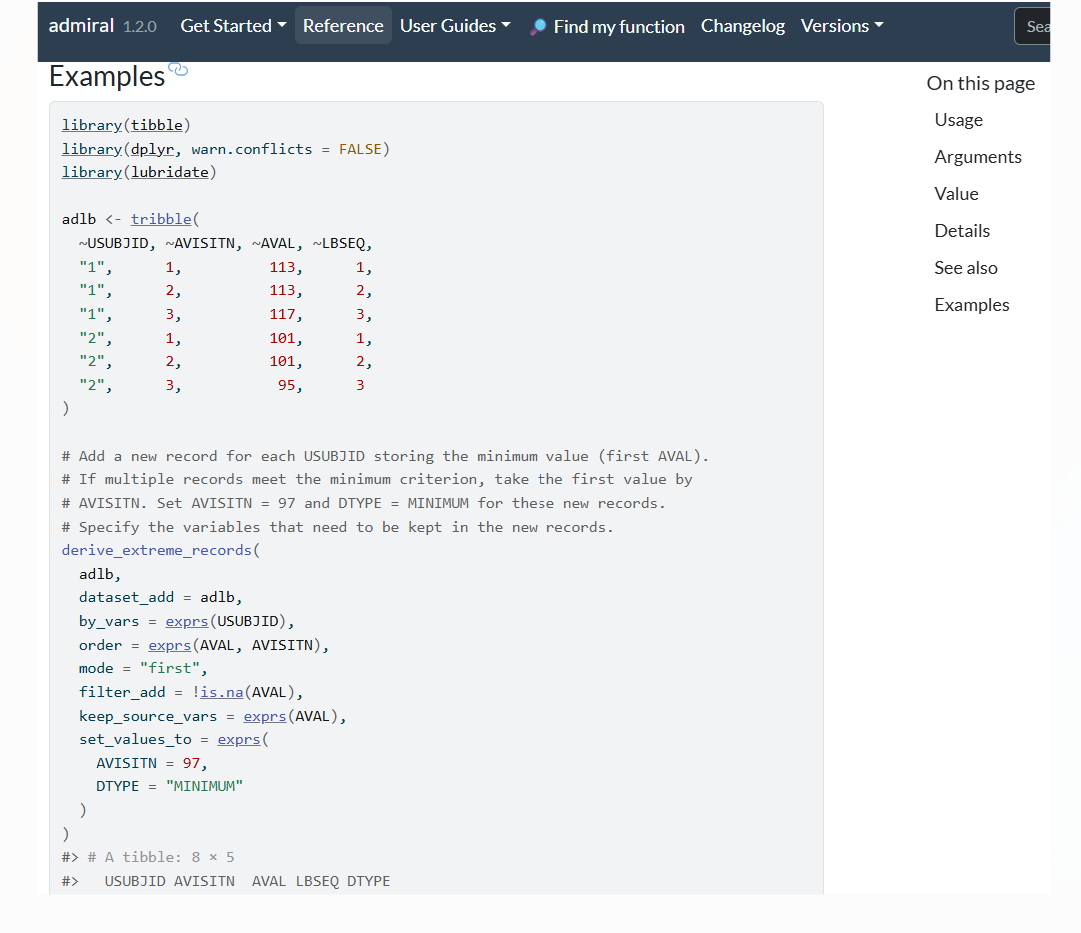 admiral 1.2.0 Get Started Reference User Guides Find my function Changelog Versions Sea
Examples
library(tibble)
library(dplyr, warn.conflicts = FALSE)
library(lubridate)
adlb <- tribble(
  ~USUBJID, ~AVISITN, ~AVAL, ~LBSEQ,
  "1",      1,          113,      1,
  "1",      2,          113,      2,
  "1",      3,          117,      3,
  "2",      1,          101,      1,
  "2",      2,          101,      2,
  "2",      3,           95,      3
)
# Add a new record for each USUBJID storing the minimum value (first AVAL).
# If multiple records meet the minimum criterion, take the first value by
# AVISITN. Set AVISITN = 97 and DTYPE = MINIMUM for these new records.
# Specify the variables that need to be kept in the new records.
derive_extreme_records(
  adlb,
  dataset_add = adlb,
  by_vars = exprs(USUBJID),
  order = exprs(AVAL, AVISITN),
  mode = "first",
  filter_add = !is.na(AVAL),
  keep_source_vars = exprs(AVAL),
  set_values_to = exprs(
    AVISITN = 97,
    DTYPE = "MINIMUM"
  )
)
#> # A tibble: 8 × 5
#>   USUBJID AVISITN  AVAL LBSEQ DTYPE
On this page
Usage
Arguments
Value
Details
See also
Examples